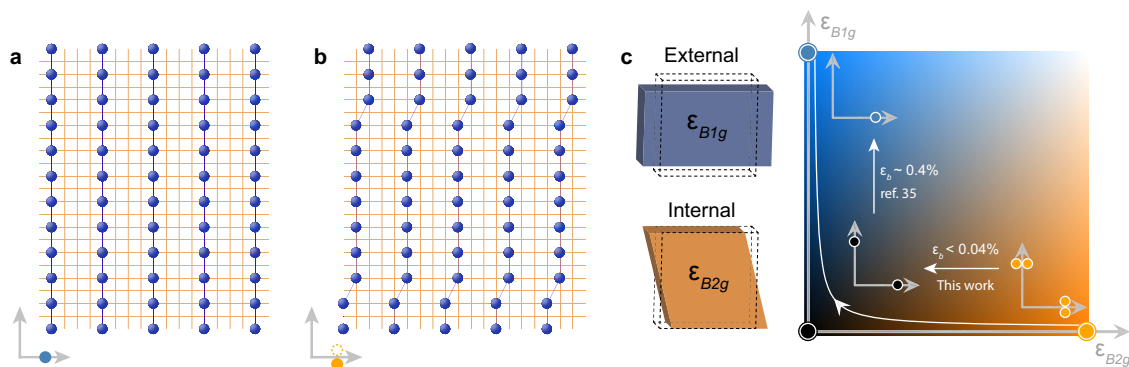 a
b
c
External
ε_B1g
Internal
ε_B2g
ε_B1g
ε_b ~ 0.4%
ref. 35
ε_b < 0.04%
This work
ε_B2g